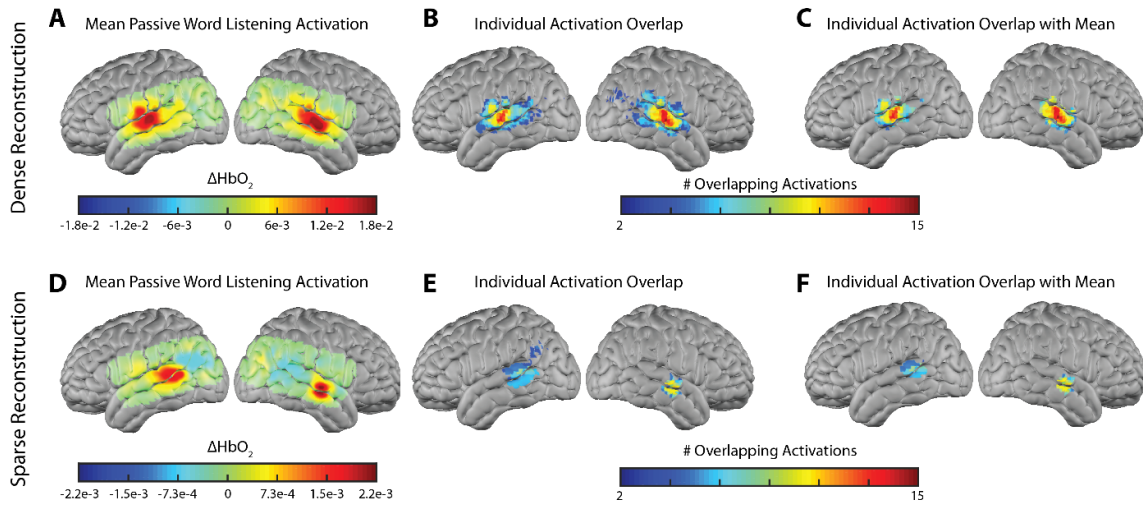 A Mean Passive Word Listening Activation
B Individual Activation Overlap
C Individual Activation Overlap with Mean
Dense Reconstruction
ΔHbO₂
-1.8e-2 -1.2e-2 -6e-3 0 6e-3 1.2e-2 1.8e-2
# Overlapping Activations
2 15
D Mean Passive Word Listening Activation
E Individual Activation Overlap
F Individual Activation Overlap with Mean
Sparse Reconstruction
ΔHbO₂
-2.2e-3 -1.5e-3 -7.3e-4 0 7.3e-4 1.5e-3 2.2e-3
# Overlapping Activations
2 15